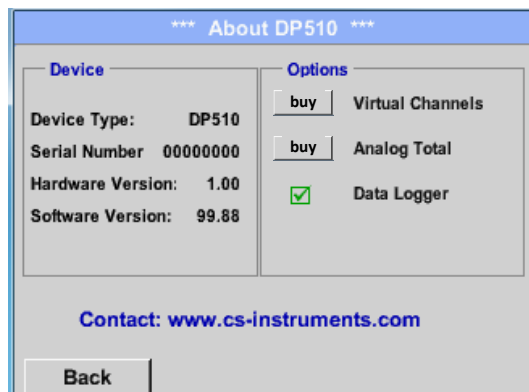 *** About DP510 ***
Device
Device Type: DP510
Serial Number 00000000
Hardware Version: 1.00
Software Version: 99.88
Options
buy Virtual Channels
buy Analog Total
Data Logger
Contact: www.cs-instruments.com
Back